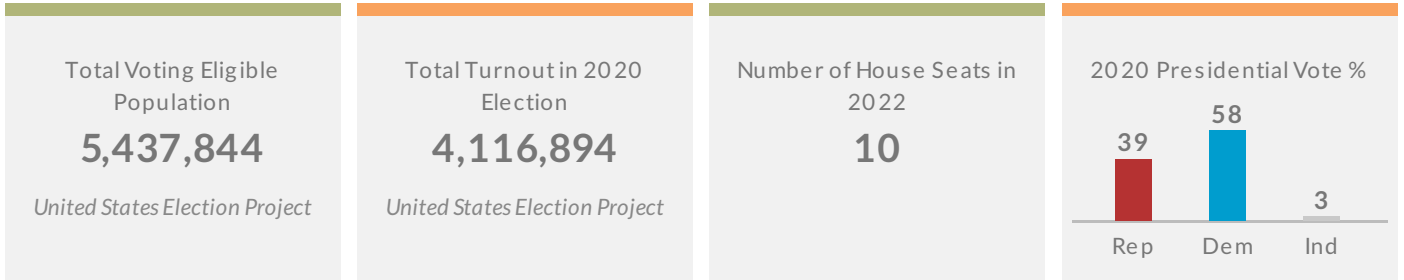 Total Voting Eligible
Population
5,437,844
United States Election Project
Total Turnout in 2020
Election
4,116,894
United States Election Project
Number of House Seats in
2022
10
2020 Presidential Vote %
39
58
3
Rep
Dem
Ind